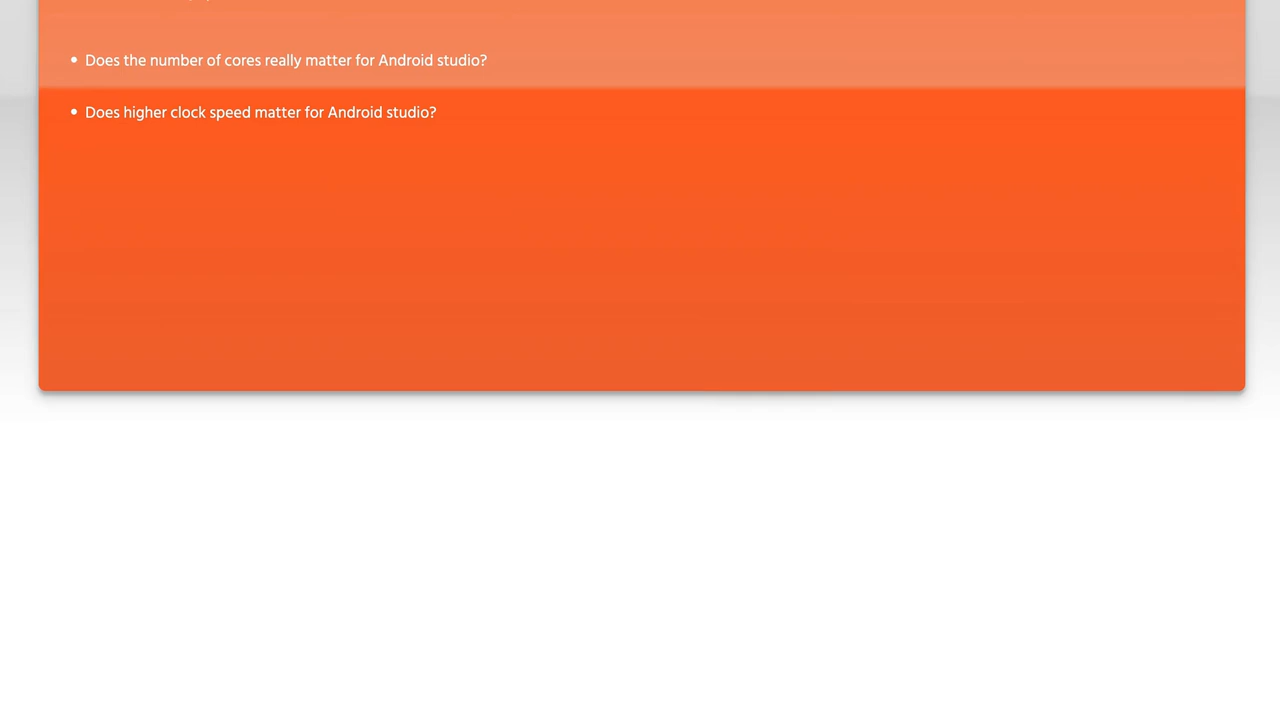 • Does the number of cores really matter for Android studio?
• Does higher clock speed matter for Android studio?